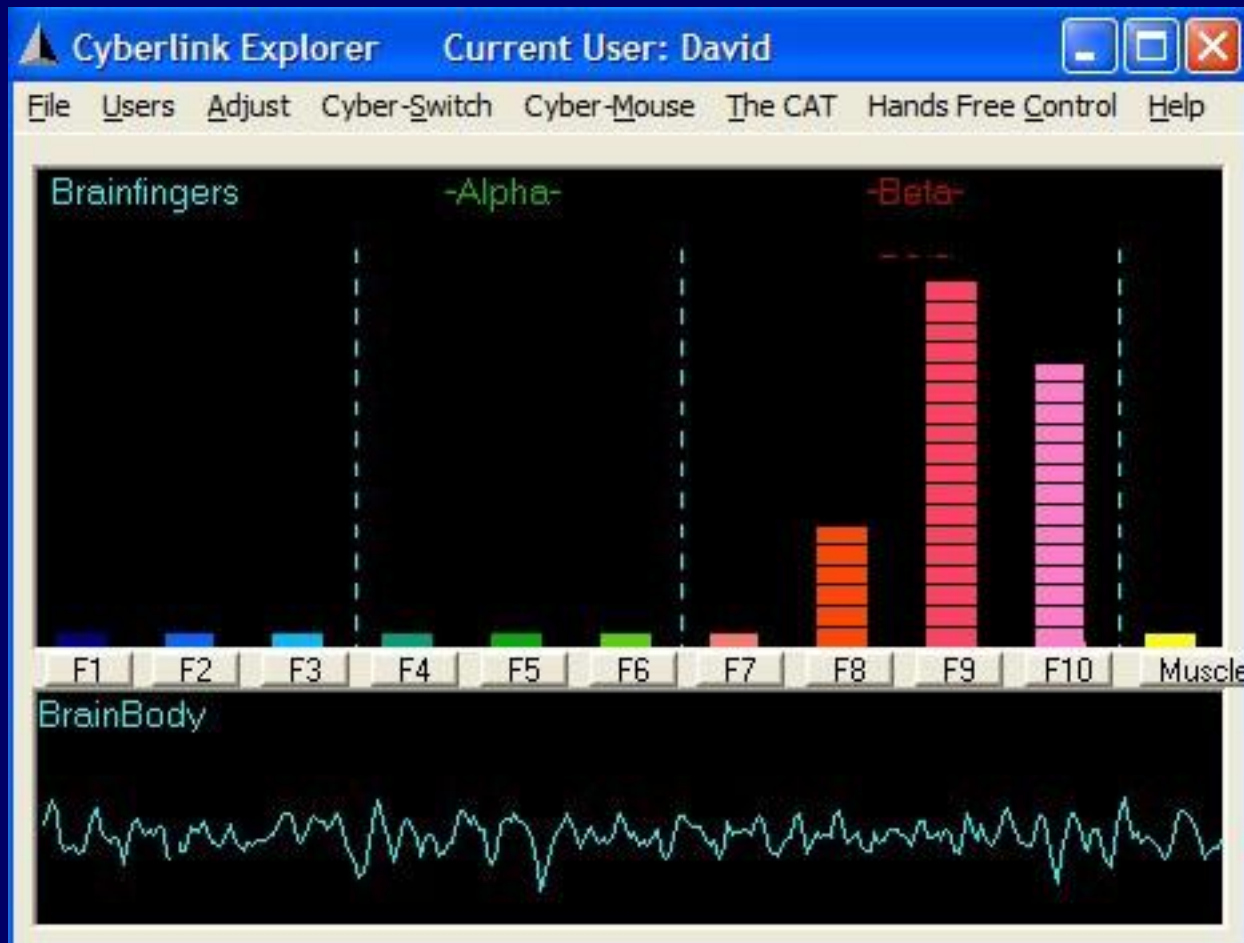 Cyberlink Explorer Current User: David
File Users Adjust Cyber-Switch Cyber-Mouse The CAT Hands Free Control Help
Brainfingers -Alpha- -Beta-
F1 F2 F3 F4 F5 F6 F7 F8 F9 F10 Muscle
BrainBody